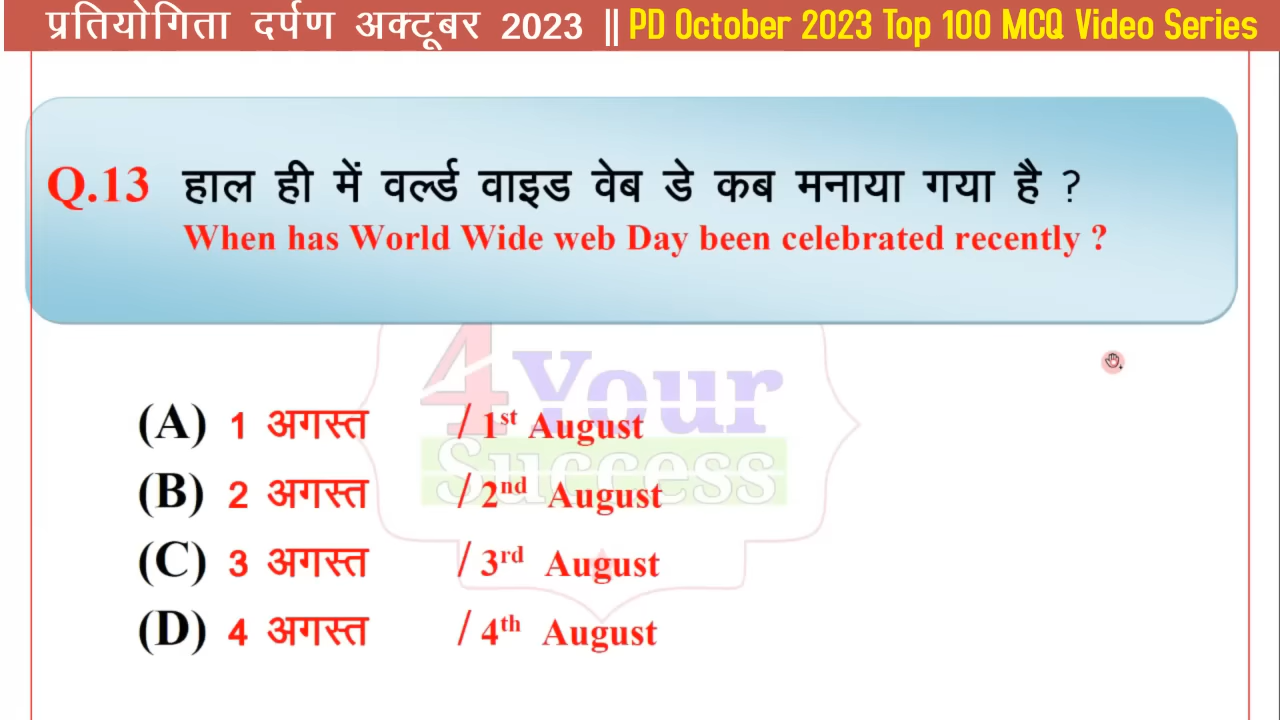 प्रतियोगिता दर्पण अक्टूबर 2023 || PD October 2023 Top 100 MCQ Video Series
Q.13 हाल ही में वर्ल्ड वाइड वेब डे कब मनाया गया है ?
When has World Wide web Day been celebrated recently ?
4 Your
Success
(A) 1 अगस्त / 1st August
(B) 2 अगस्त / 2nd August
(C) 3 अगस्त / 3rd August
(D) 4 अगस्त / 4th August